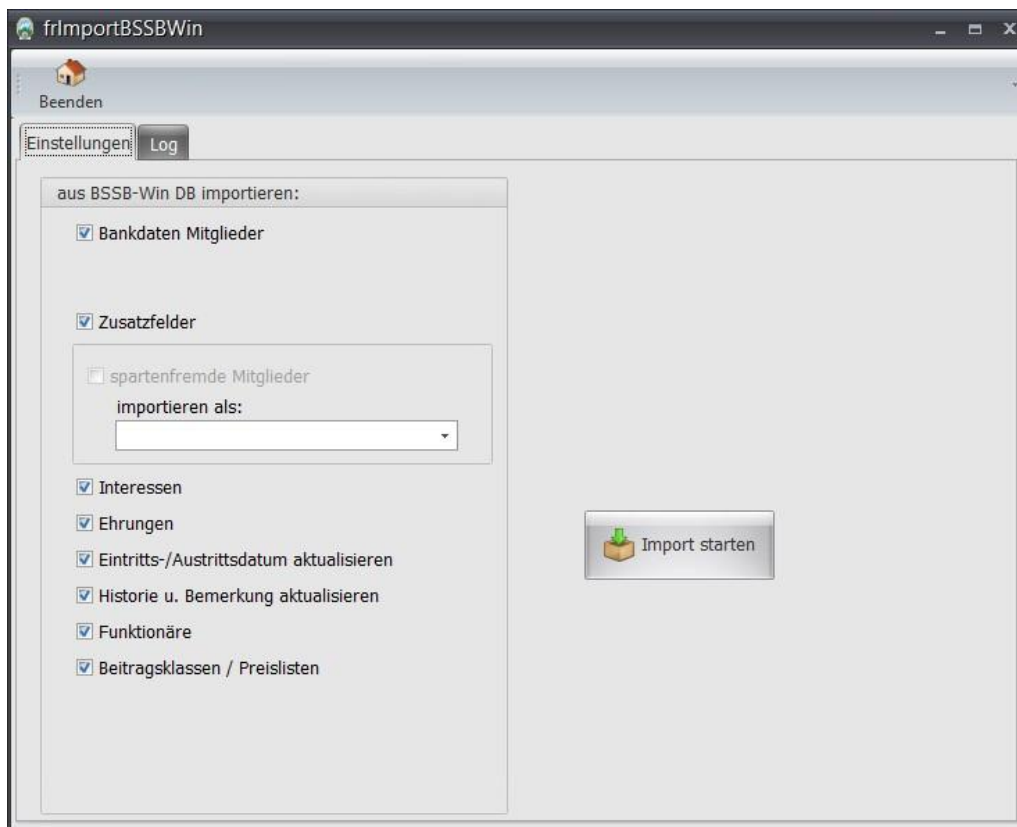 frImportBSSBWin
Beenden
Einstellungen Log
aus BSSB-Win DB importieren:
Bankdaten Mitglieder
Zusatzfelder
spartenfremde Mitglieder
importieren als:
Interessen
Ehrungen
Import starten
Eintritts-/Austrittsdatum aktualisieren
Historie u. Bemerkung aktualisieren
Funktionäre
Beitragsklassen / Preislisten